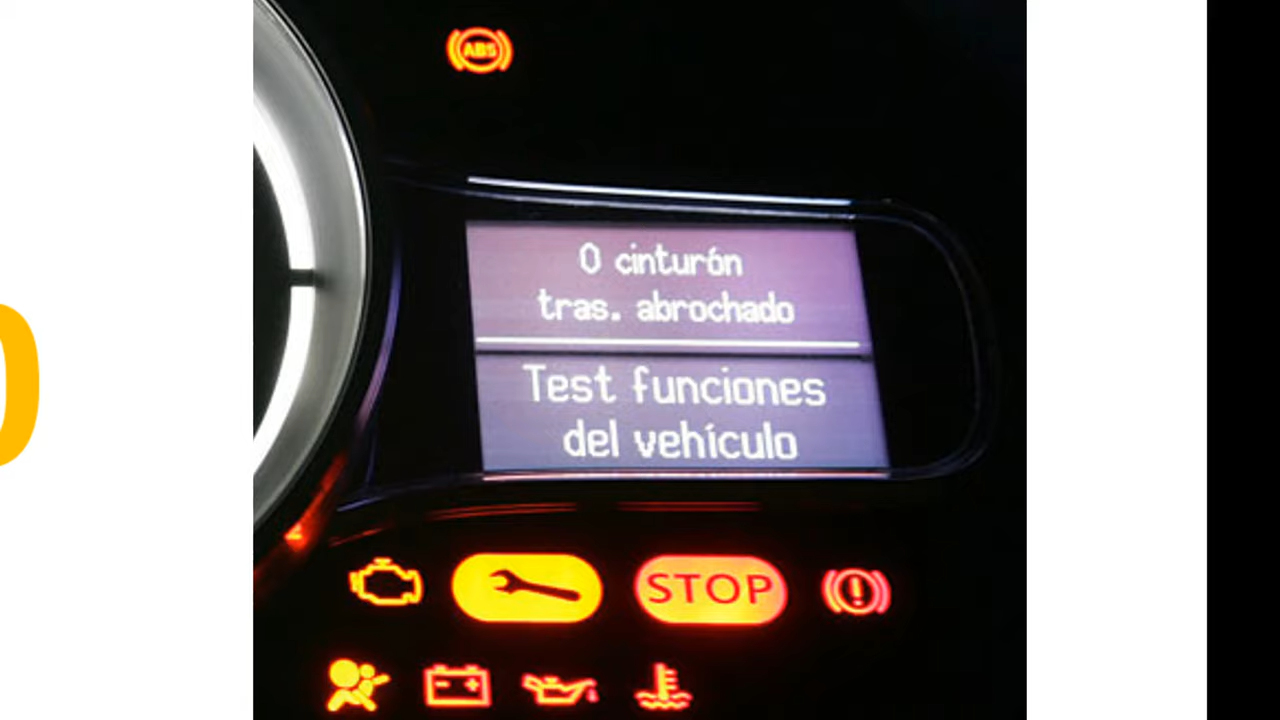 ABS
0 cinturón
tras. abrochado
Test funciones
del vehículo
STOP